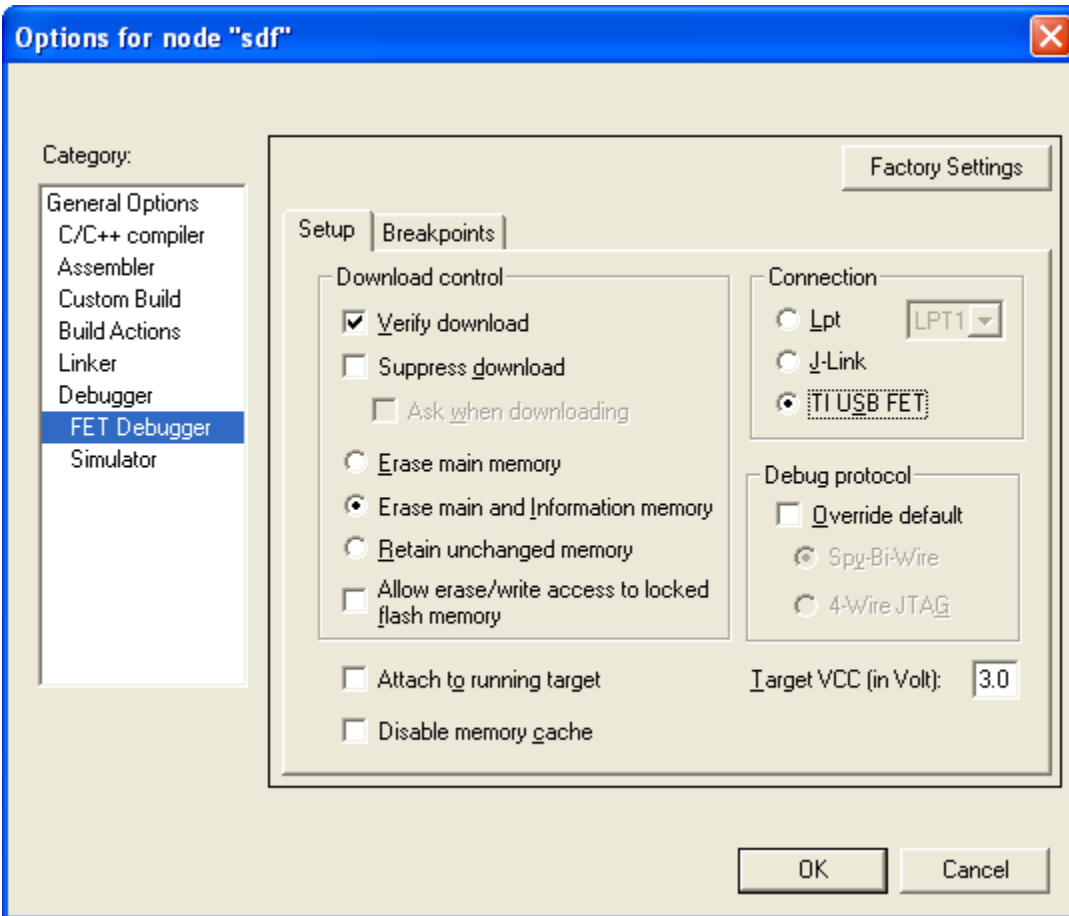 Options for node "sdf"
Category:
General Options
C/C++ compiler
Assembler
Custom Build
Build Actions
Linker
Debugger
FET Debugger
Simulator
Factory Settings
Setup
Breakpoints
Download control
Verify download
Suppress download
Ask when downloading
Erase main memory
Erase main and Information memory
Retain unchanged memory
Allow erase/write access to locked
flash memory
Attach to running target
Disable memory cache
Connection
Lpt
LPT1
J-Link
TI USB FET
Debug protocol
Override default
Spy-Bi-Wire
4-Wire JTAG
Target VCC (in Volt):
3.0
OK
Cancel